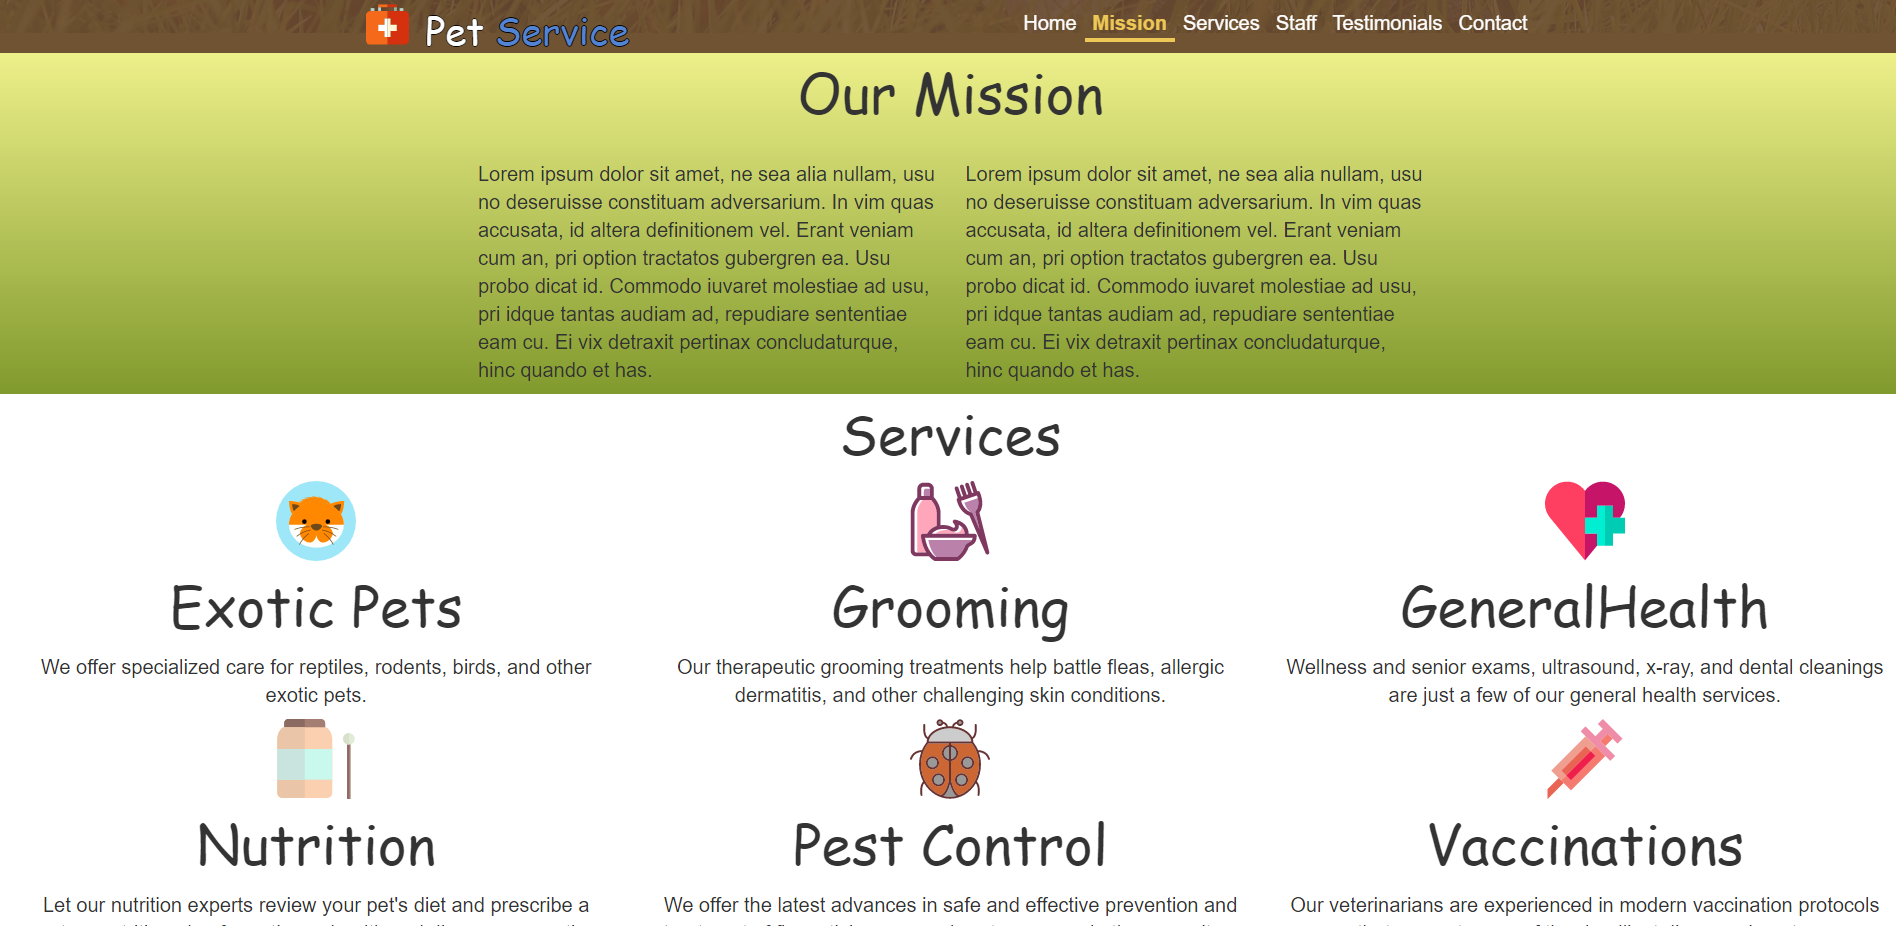 Pet Service
Home Mission Services Staff Testimonials Contact
Our Mission
Lorem ipsum dolor sit amet, ne sea alia nullam, usu
no deseruisse constituam adversarium. In vim quas
accusata, id altera definitionem vel. Erant veniam
cum an, pri option tractatos gubergren ea. Usu
probo dicat id. Commodo iuvaret molestiae ad usu,
pri idque tantas audiam ad, repudiare sententiae
eam cu. Ei vix detraxit pertinax concludaturque,
hinc quando et has.
Lorem ipsum dolor sit amet, ne sea alia nullam, usu
no deseruisse constituam adversarium. In vim quas
accusata, id altera definitionem vel. Erant veniam
cum an, pri option tractatos gubergren ea. Usu
probo dicat id. Commodo iuvaret molestiae ad usu,
pri idque tantas audiam ad, repudiare sententiae
eam cu. Ei vix detraxit pertinax concludaturque,
hinc quando et has.
Services
Exotic Pets
We offer specialized care for reptiles, rodents, birds, and other
exotic pets.
Grooming
Our therapeutic grooming treatments help battle fleas, allergic
dermatitis, and other challenging skin conditions.
GeneralHealth
Wellness and senior exams, ultrasound, x-ray, and dental cleanings
are just a few of our general health services.
Nutrition
Let our nutrition experts review your pet's diet and prescribe a
Pest Control
We offer the latest advances in safe and effective prevention and
Vaccinations
Our veterinarians are experienced in modern vaccination protocols